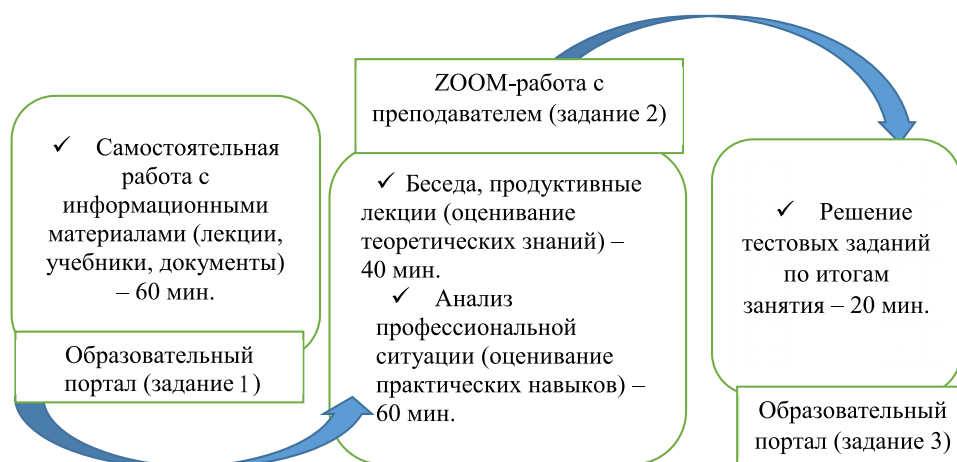 ✓ Самостоятельная
работа с
информационными
материалами (лекции,
учебники, документы)
– 60 мин.
Образовательный
портал (задание 1)
ZOOM-работа с
преподавателем (задание 2)
✓ Беседа, продуктивные
лекции (оценивание
теоретических знаний) –
40 мин.
✓ Анализ
профессиональной
ситуации (оценивание
практических навыков) –
60 мин.
✓ Решение
тестовых заданий
по итогам
занятия – 20 мин.
Образовательный
портал (задание 3)